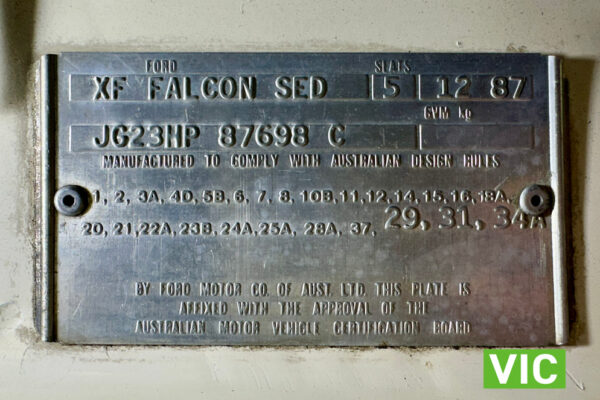 FORD SEATS
XF FALCON SED 5 12 87
GVM kg
JG23HP 87698 C
MANUFACTURED TO COMPLY WITH AUSTRALIAN DESIGN RULES
1, 2, 3A, 4D, 5B, 6, 7, 8, 10B, 11, 12, 14, 15, 16, 18A,
20, 21, 22A, 23B, 24A, 25A, 28A, 37, 29, 31, 34A
BY FORD MOTOR CO. OF AUST. LTD. THIS PLATE IS
AFFIXED WITH THE APPROVAL OF THE
AUSTRALIAN MOTOR VEHICLE CERTIFICATION BOARD
VIC